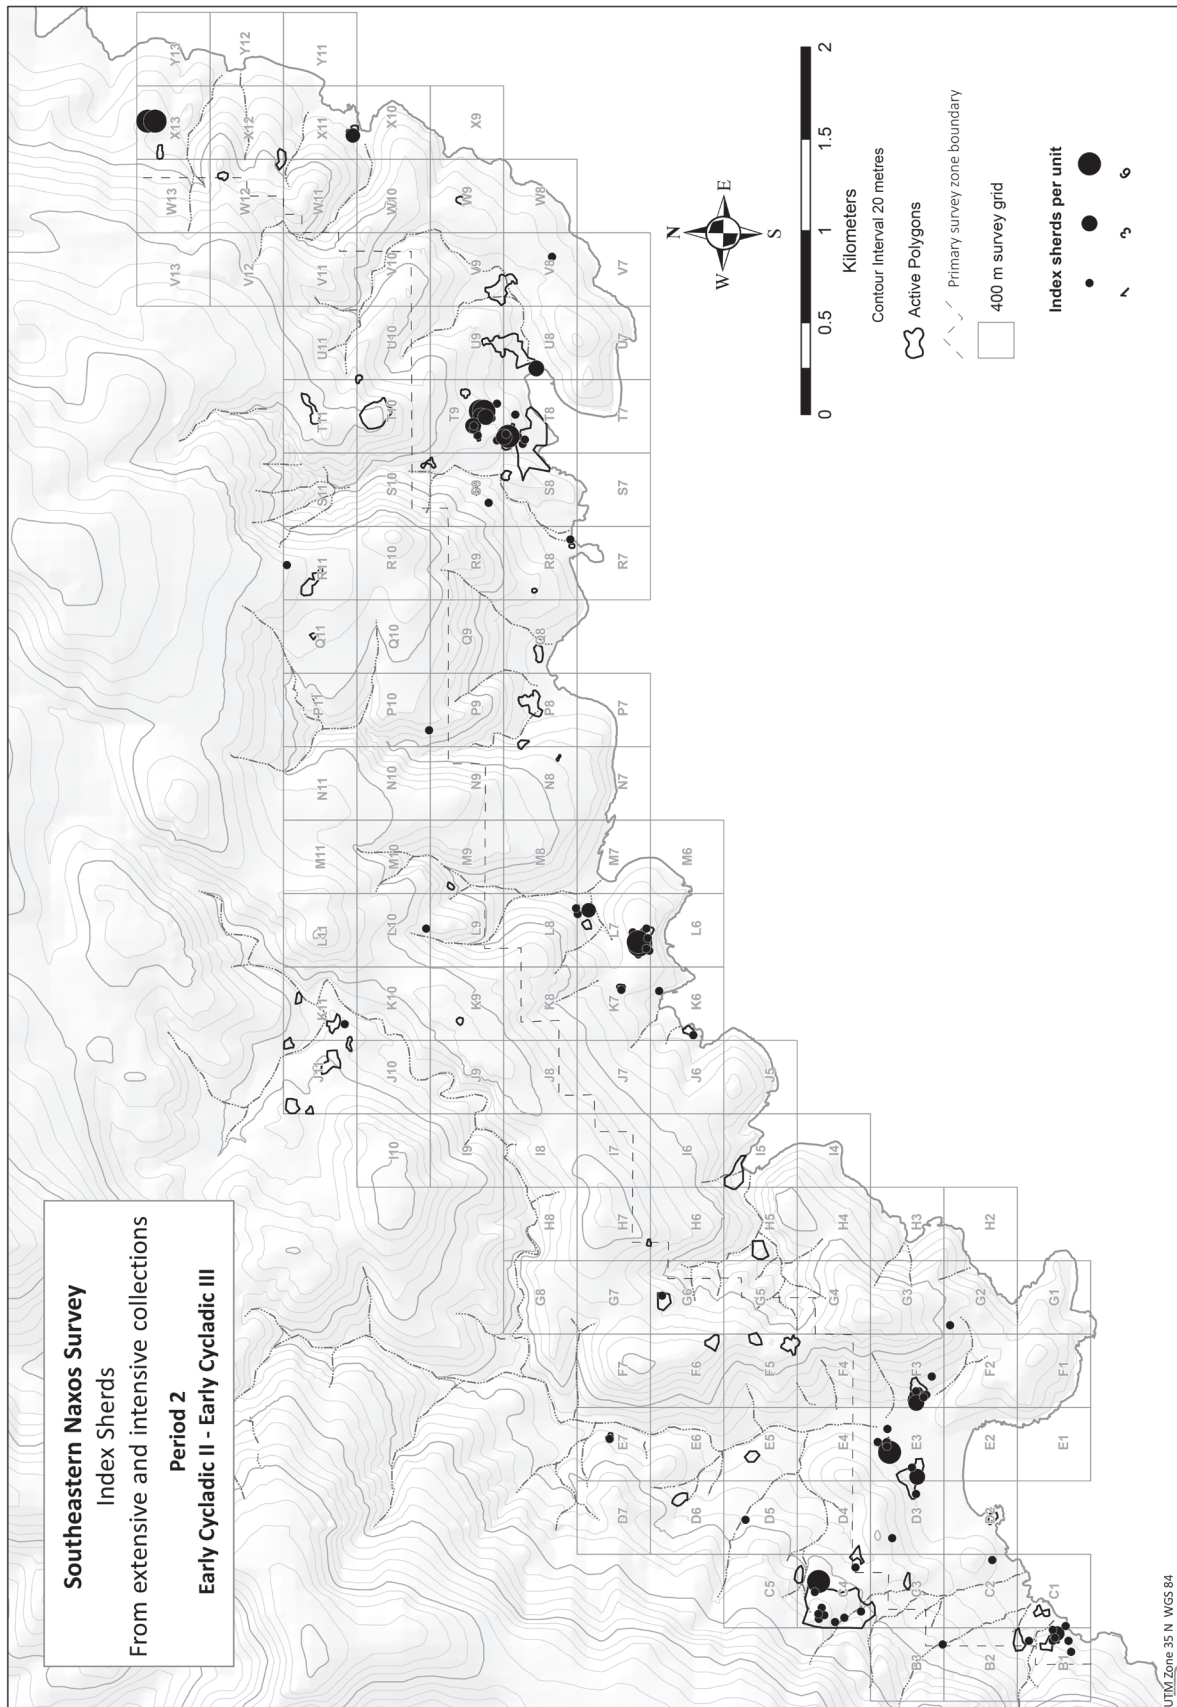 Southeastern Naxos Survey
Index Sherds
From extensive and intensive collections
Period 2
Early Cycladic II - Early Cycladic III
V13 W13 X13 Y13
V12 W12 X12 Y12
J11 K11 L11 M11 N11 P11 Q11 R11 S11 T11 U11 V11 W11 X11 Y11
I10 J10 K10 L10 M10 N10 P10 Q10 R10 S10 T10 U10 V10 W10 X10
I9 J9 K9 L9 M9 N9 P9 Q9 R9 S9 T9 U9 V9 W9 X9
G8 H8 I8 J8 K8 L8 M8 N8 P8 Q8 R8 S8 T8 U8 V8 W8
D7 E7 F7 G7 H7 I7 J7 K7 L7 M7 N7 P7 R7 S7 T7 U7 V7
D6 E6 F6 G6 H6 I6 J6 K6 L6 M6
C5 D5 E5 F5 G5 H5 I5 J5
C4 D4 E4 F4 G4 H4 I4
B3 C3 D3 E3 F3 G3 H3
B2 C2 D2 E2 F2 G2 H2
B1 C1 E1 F1 G1
N
W E
S
0 0.5 1 1.5 2
Kilometers
Contour Interval 20 metres
Active Polygons
Primary survey zone boundary
400 m survey grid
Index sherds per unit
1 3 6
UTM Zone 35 N WGS 84